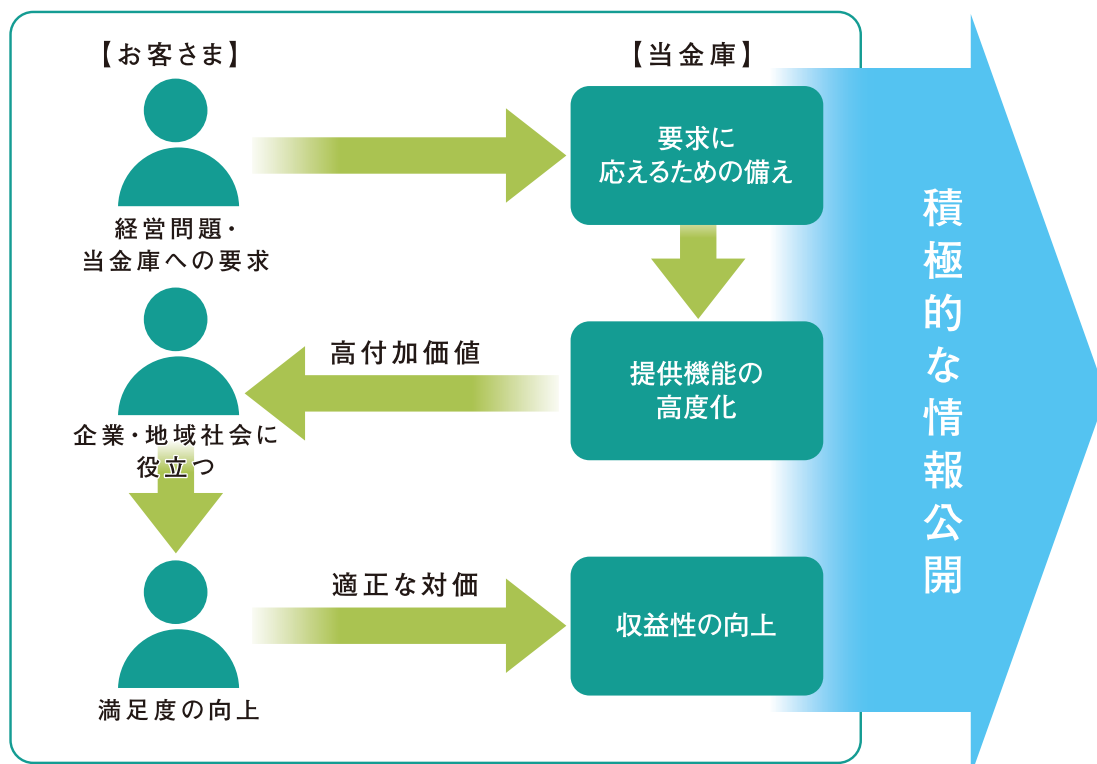 【お客さま】
【当金庫】
経営問題・
当金庫への要求
要求に
応えるための備え
高付加価値
提供機能の
高度化
企業・地域社会に
役立つ
適正な対価
満足度の向上
収益性の向上
積極的な情報公開